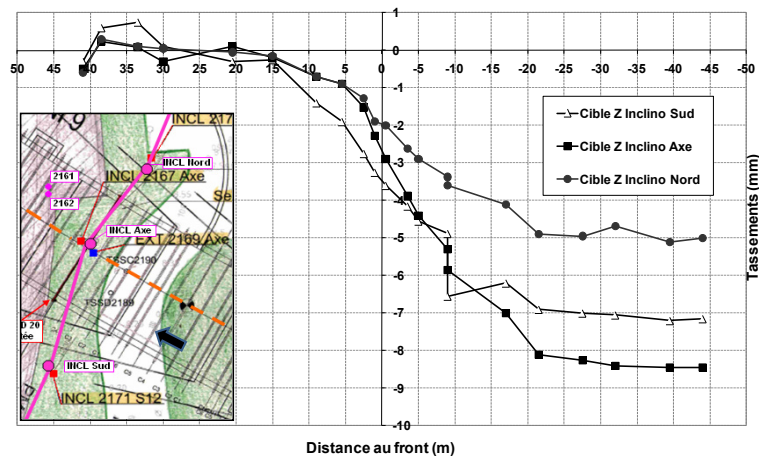 1
0
-1
-2
-3
-4
-5
-6
-7
-8
-9
-10
50 45 40 35 30 25 20 15 10 5 0 -5 -10 -15 -20 -25 -30 -35 -40 -45 -50
Tassements (mm)
Distance au front (m)
Cible Z Inclino Sud
Cible Z Inclino Axe
Cible Z Inclino Nord
INCL 217
INCL Nord
2161
2162
INCL 2167 Axe
Se
INCL Axe
EXT 2169 Axe
TSSC2190
TSSD2189
D 20
tée
INCL Sud
INCL 2171 S12